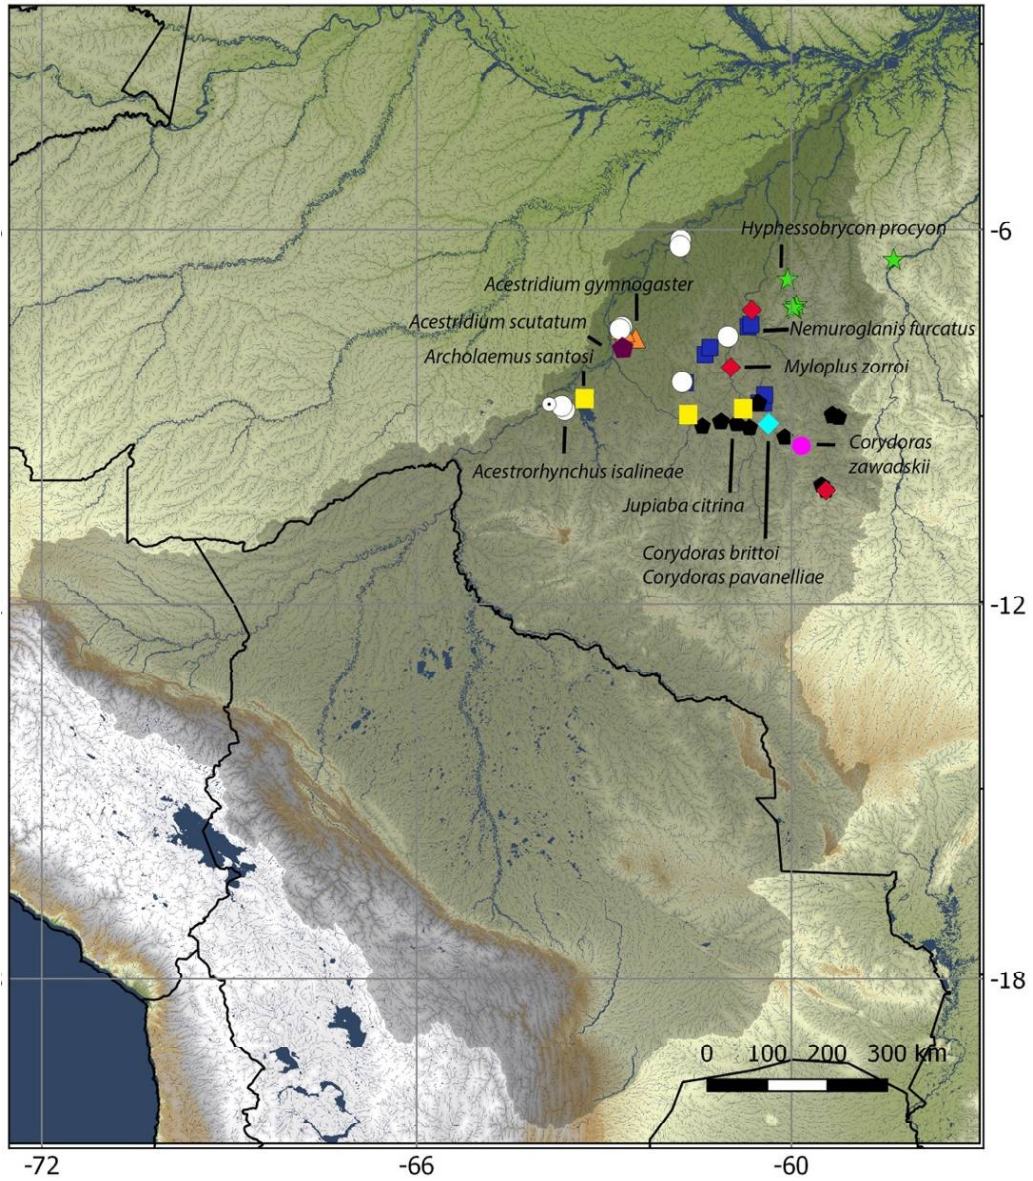 Hyphessobrycon procyon
-6
Acestridium gymnogaster
Acestridium scutatum
Nemuroglanis furcatus
Archolaemus santosi
Myloplus zorroi
Corydoras
zawadskii
Acestrorhynchus isalineae
Jupiaba citrina
Corydoras brittoi
Corydoras pavanelliae
-12
-18
0 100 200 300 km
-72 -66 -60